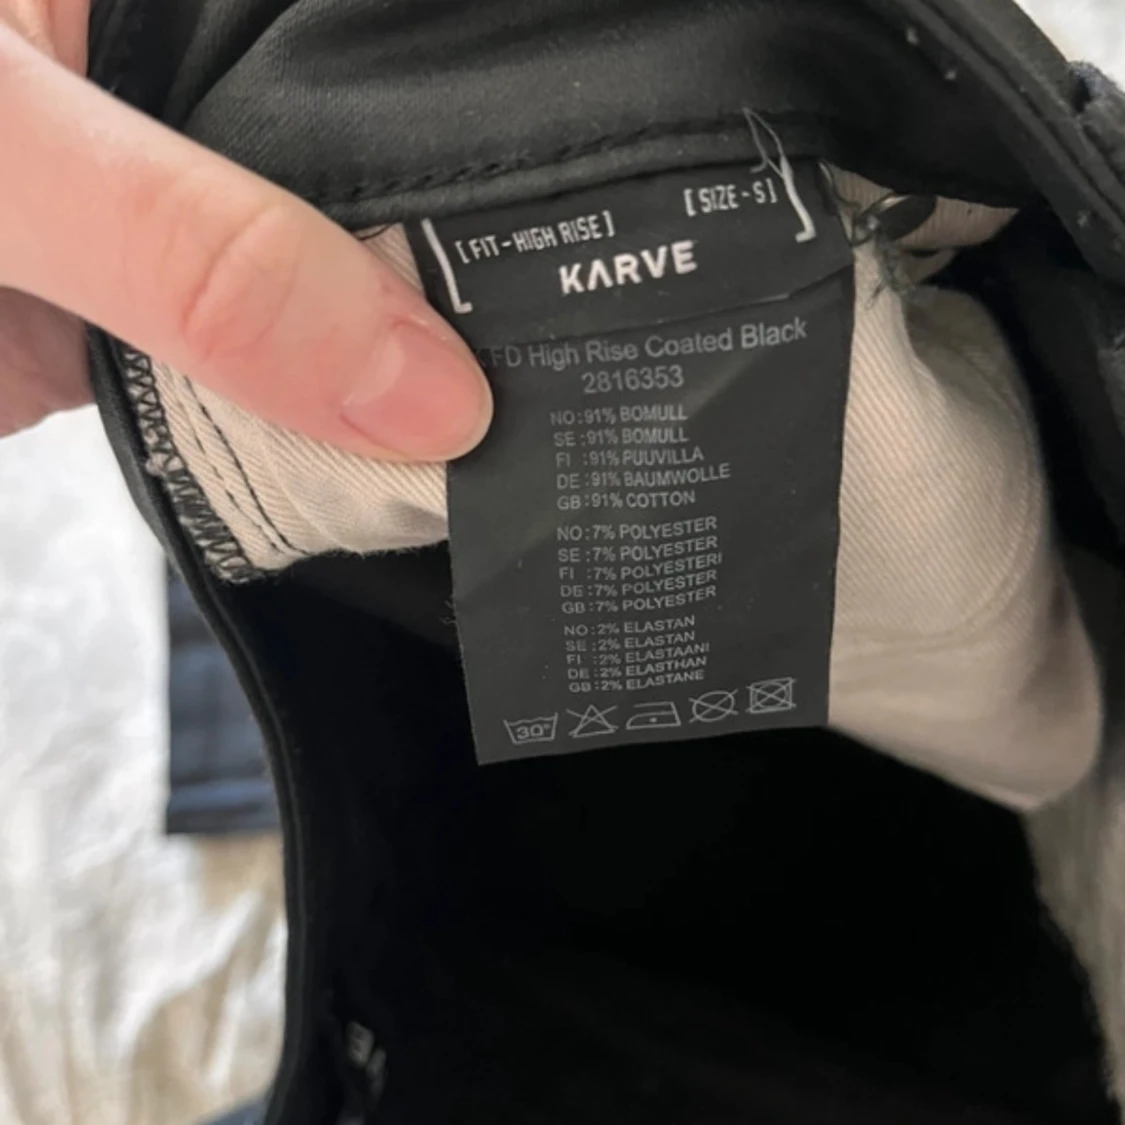 [FIT-HIGH RISE] [SIZE-S]
KARVE
FD High Rise Coated Black
2816353
NO:91% BOMULL
SE:91% BOMULL
FI:91% PUUVILLA
DE:91% BAUMWOLLE
GB:91% COTTON
NO:7% POLYESTER
SE:7% POLYESTER
FI:7% POLYESTERI
DE:7% POLYESTER
GB:7% POLYESTER
NO:2% ELASTAN
SE:2% ELASTAN
FI:2% ELASTAANI
DE:2% ELASTHAN
GB:2% ELASTANE
30°